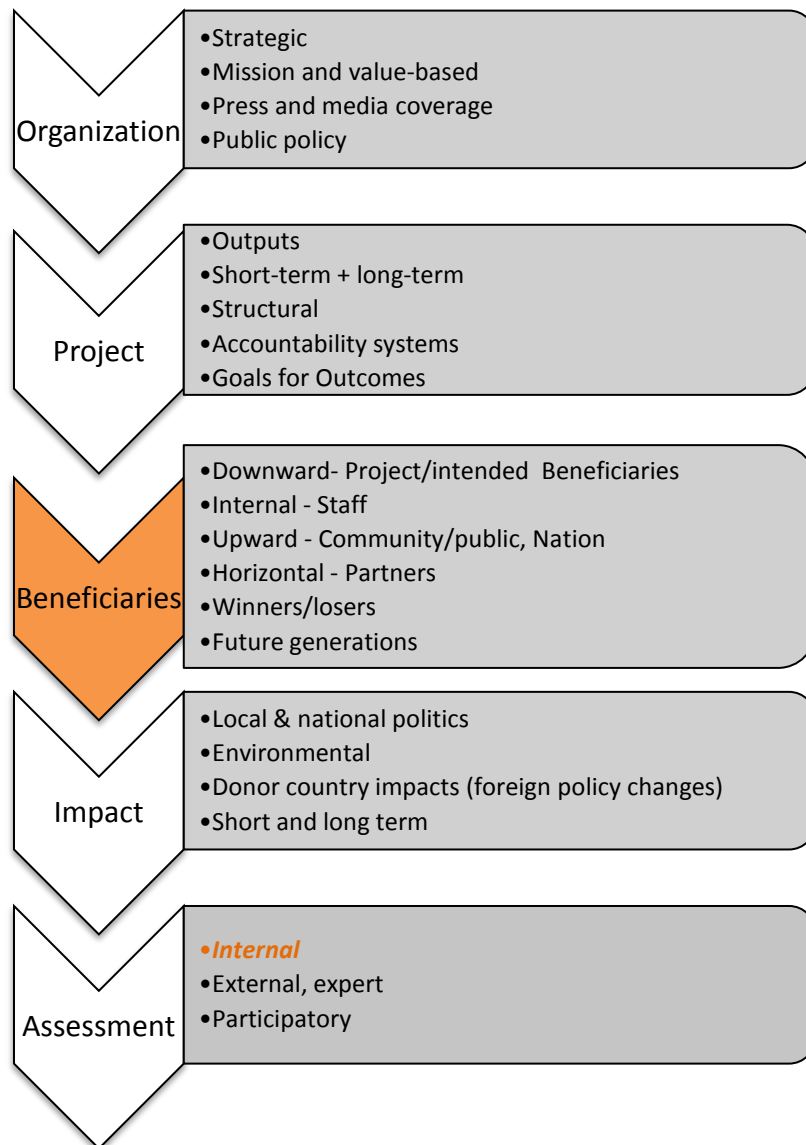 Organization
•Strategic
•Mission and value-based
•Press and media coverage
•Public policy
Project
•Outputs
•Short-term + long-term
•Structural
•Accountability systems
•Goals for Outcomes
Beneficiaries
•Downward- Project/intended  Beneficiaries
•Internal - Staff
•Upward - Community/public, Nation
•Horizontal - Partners
•Winners/losers
•Future generations
Impact
•Local & national politics
•Environmental
•Donor country impacts (foreign policy changes)
•Short and long term
Assessment
•Internal
•External, expert
•Participatory